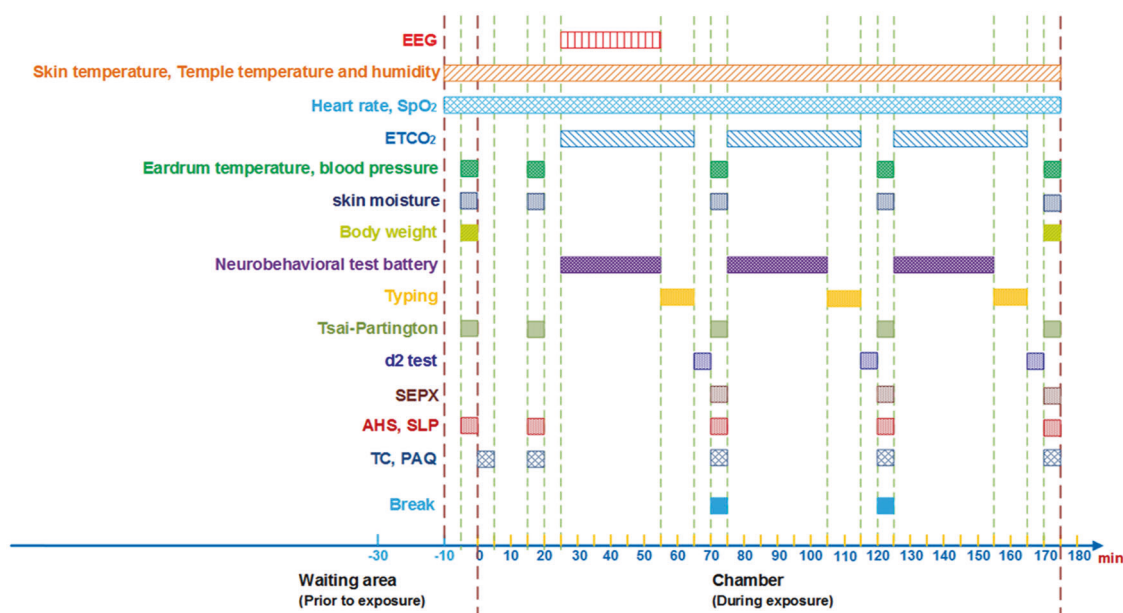 EEG
Skin temperature, Temple temperature and humidity
Heart rate, SpO₂
ETCO₂
Eardrum temperature, blood pressure
skin moisture
Body weight
Neurobehavioral test battery
Typing
Tsai-Partington
d2 test
SEPX
AHS, SLP
TC, PAQ
Break
-30 -10 0 10 20 30 40 50 60 70 80 90 100 110 120 130 140 150 160 170 180 min
Waiting area Chamber
(Prior to exposure) (During exposure)